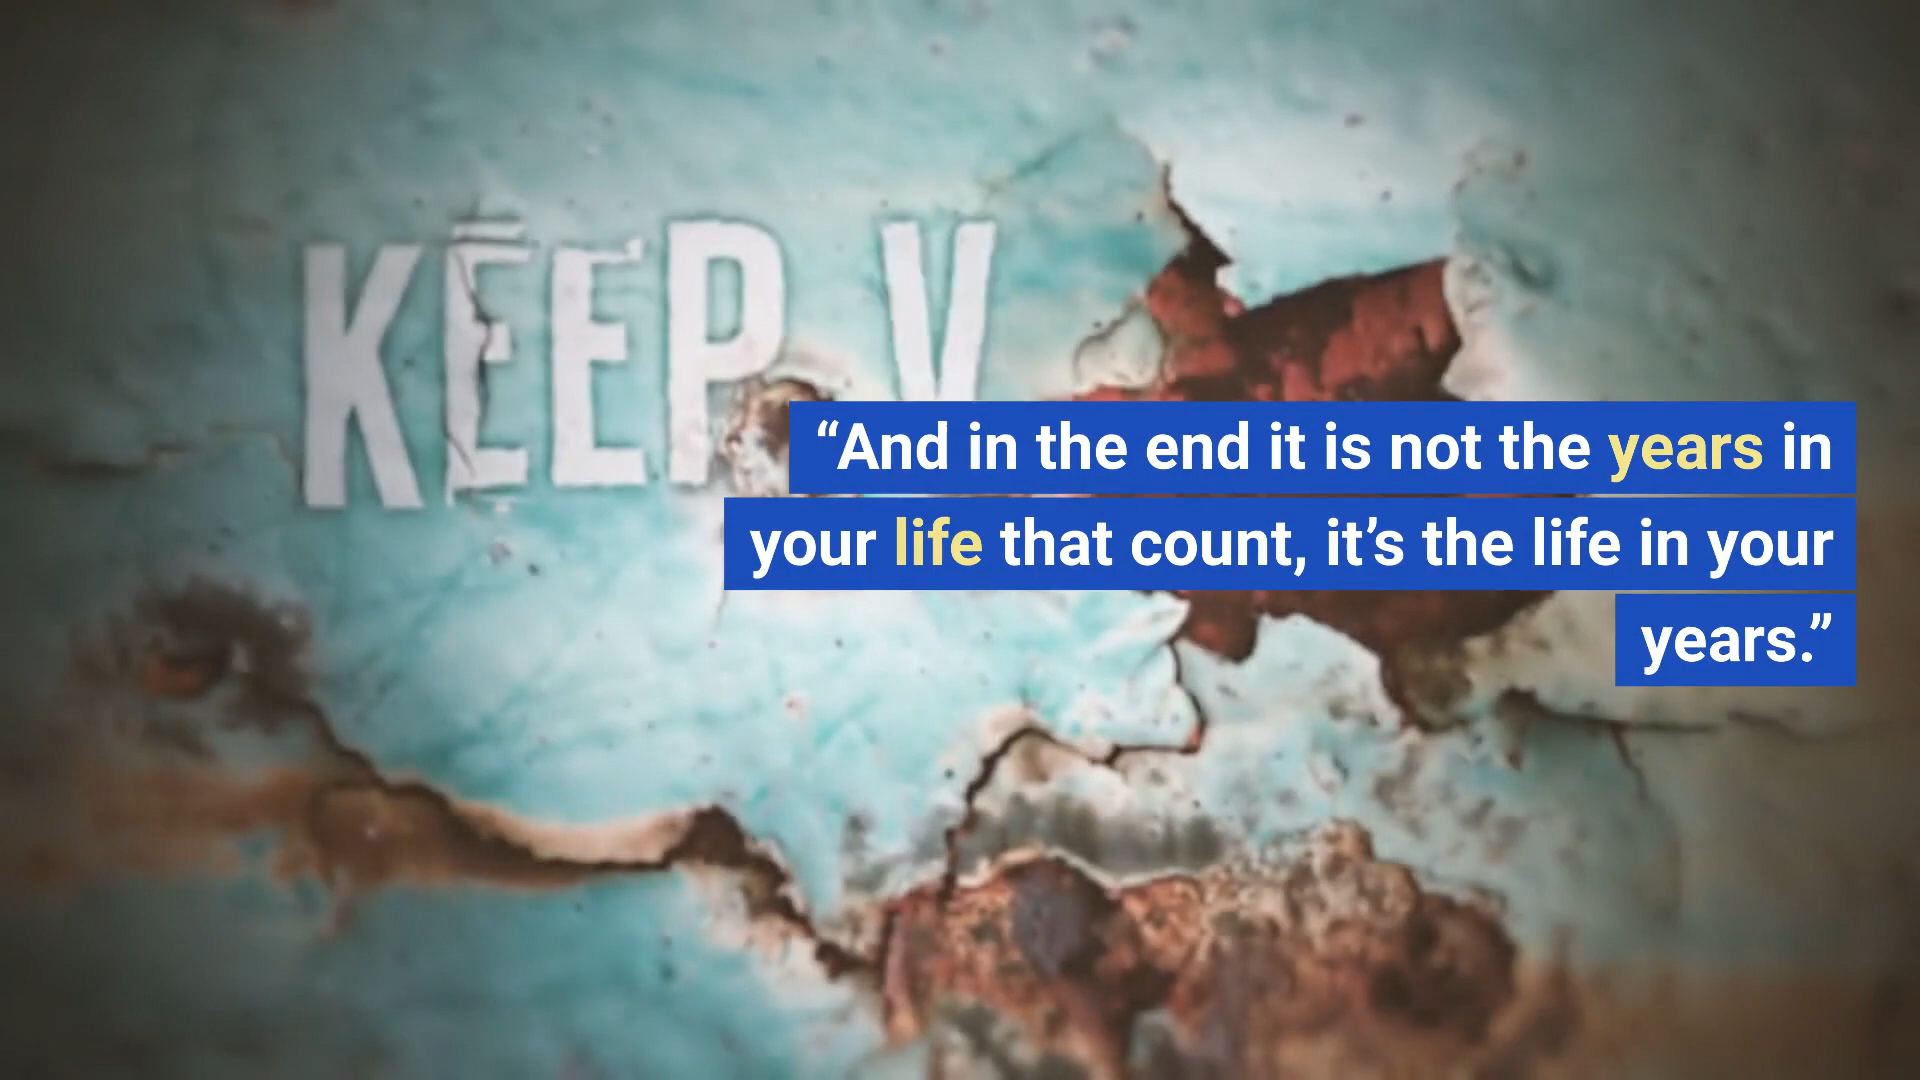 KEEP V
“And in the end it is not the years in
your life that count, it’s the life in your
years.”